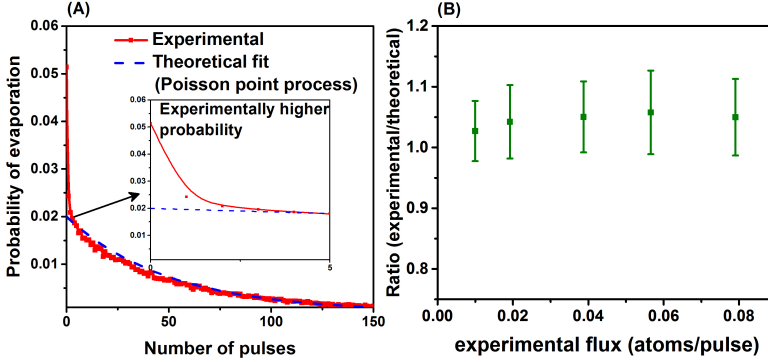 (A)
Experimental
Theoretical fit
(Poisson point process)
Experimentally higher
probability
0.06
0.05
0.04
0.03
0.02
0.01
0
5
0.06
0.05
0.04
0.03
0.02
0.01
0
50
100
150
Probability of evaporation
Number of pulses
(B)
1.2
1.1
1.0
0.9
0.8
0.00
0.02
0.04
0.06
0.08
Ratio (experimental/theoretical)
experimental flux (atoms/pulse)